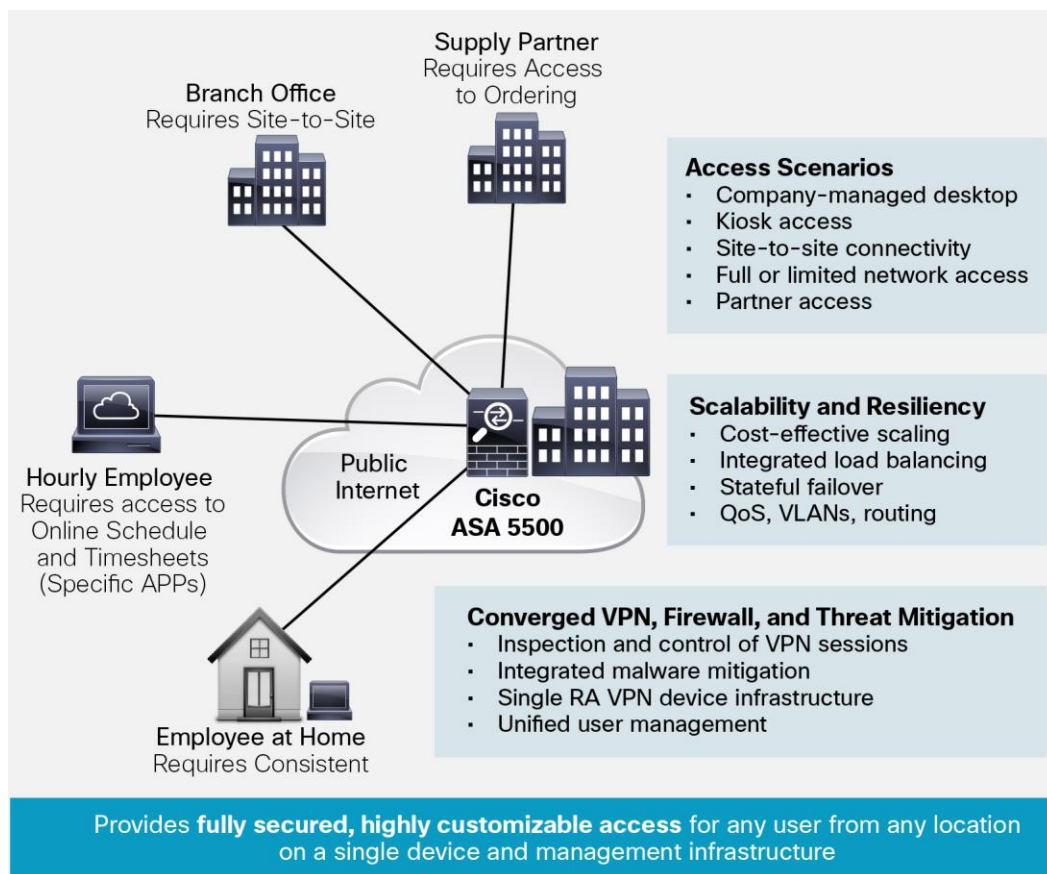 Supply Partner
Requires Access
to Ordering
Branch Office
Requires Site-to-Site
Access Scenarios
· Company-managed desktop
· Kiosk access
· Site-to-site connectivity
· Full or limited network access
· Partner access
Hourly Employee
Requires access to
Online Schedule
and Timesheets
(Specific APPs)
Public
Internet
Cisco
ASA 5500
Scalability and Resiliency
· Cost-effective scaling
· Integrated load balancing
· Stateful failover
· QoS, VLANs, routing
Employee at Home
Requires Consistent
Converged VPN, Firewall, and Threat Mitigation
· Inspection and control of VPN sessions
· Integrated malware mitigation
· Single RA VPN device infrastructure
· Unified user management
Provides fully secured, highly customizable access for any user from any location
on a single device and management infrastructure